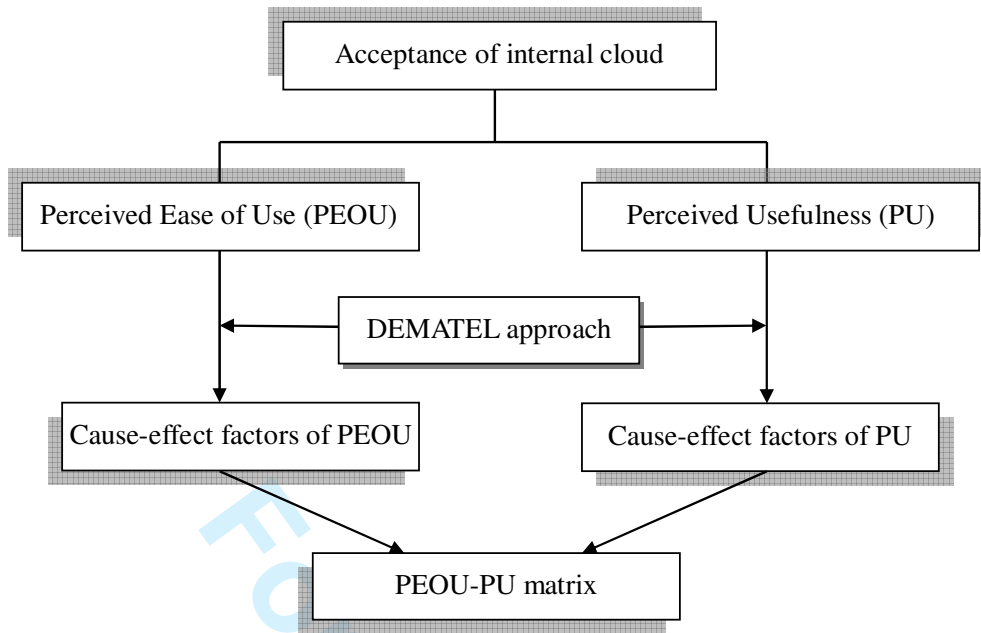 Acceptance of internal cloud
Perceived Ease of Use (PEOU)
Perceived Usefulness (PU)
DEMATEL approach
Cause-effect factors of PEOU
Cause-effect factors of PU
PEOU-PU matrix
Fo